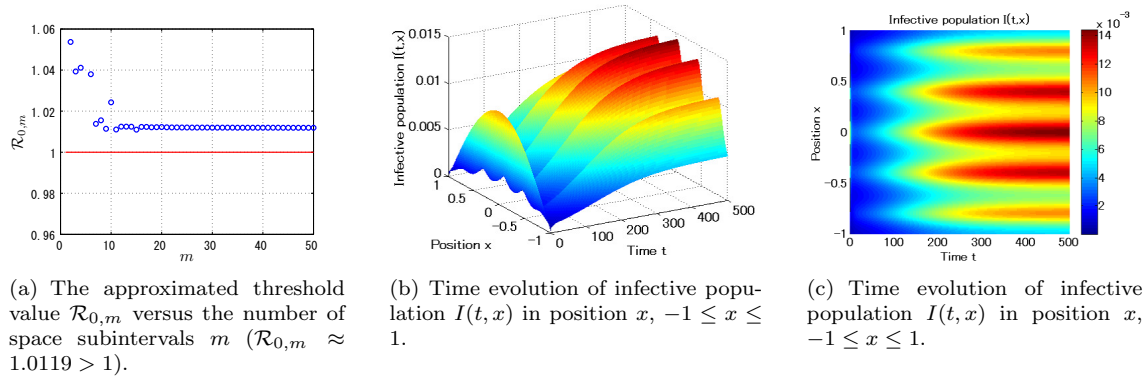 1.06
1.04
1.02
1
0.98
0.96
0 10 20 30 40 50
m
R0,m
0.015
0.01
0.005
0
Infective population I(t,x)
1
0.5
0
-0.5
-1
Position x
0
100
200
300
400
500
Time t
Infective population I(t,x)
1
0.5
0
-0.5
-1
Position x
0 100 200 300 400 500
Time t
x 10⁻³
14
12
10
8
6
4
2
(a) The approximated threshold
value R0,m versus the number of
space subintervals m (R0,m ≈
1.0119 > 1).
(b) Time evolution of infective popu-
lation I(t, x) in position x, −1 ≤ x ≤
1.
(c) Time evolution of infective
population I(t, x) in position x,
−1 ≤ x ≤ 1.